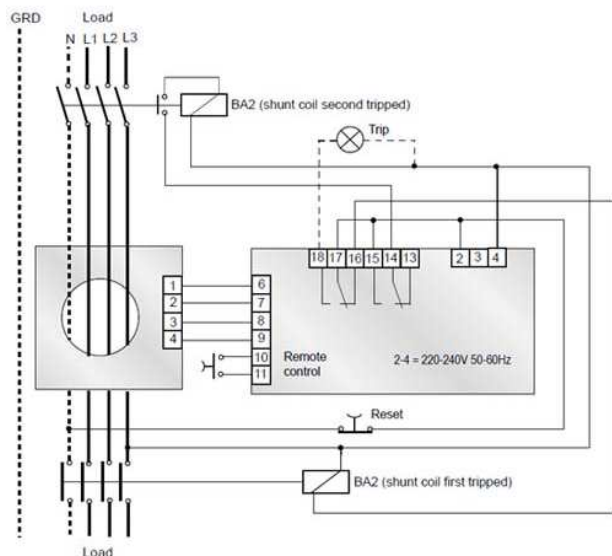 GRD
Load
N L1 L2 L3
BA2 (shunt coil second tripped)
Trip
18 17 16 15 14 13
2 3 4
1
2
3
4
6
7
8
9
10
11
Remote
control
2-4 = 220-240V 50-60Hz
Reset
BA2 (shunt coil first tripped)
Load